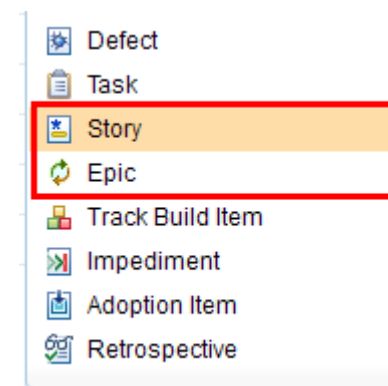 Defect
Task
Story
Epic
Track Build Item
Impediment
Adoption Item
Retrospective